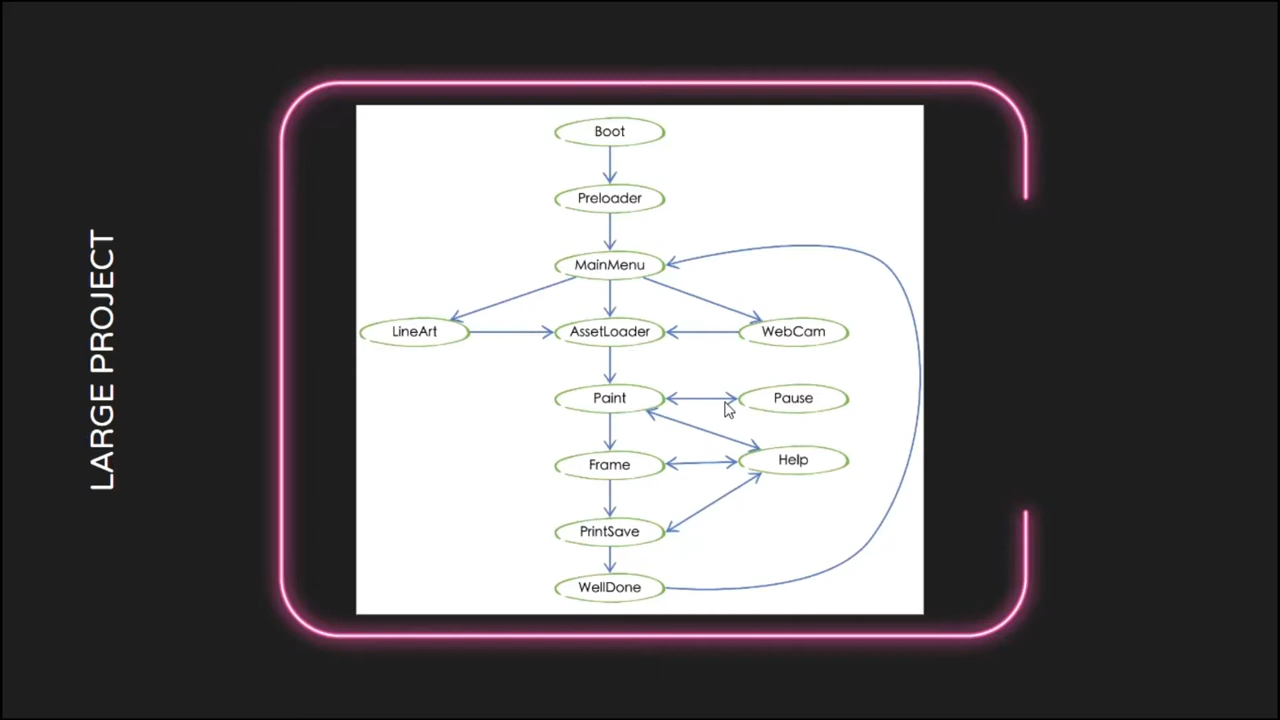 LARGE PROJECT
Boot
Preloader
MainMenu
LineArt
AssetLoader
WebCam
Paint
Pause
Frame
Help
PrintSave
WellDone